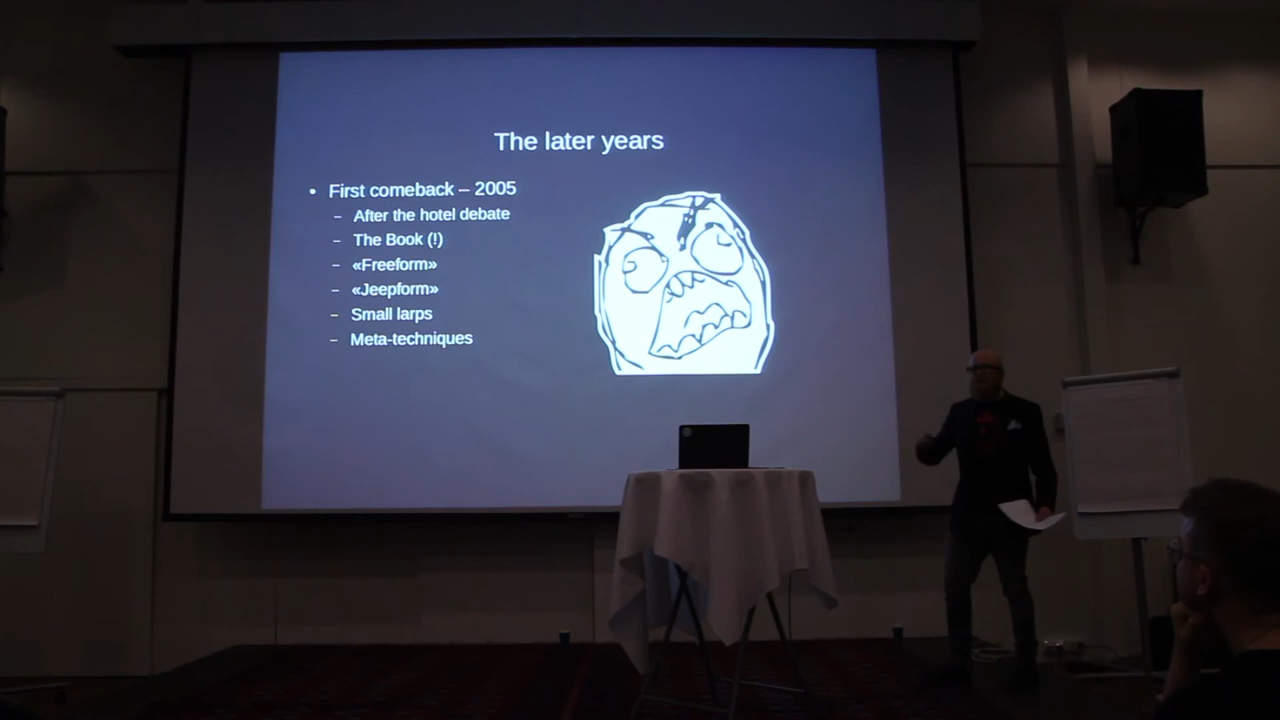 The later years
• First comeback – 2005
– After the hotel debate
– The Book (!)
– «Freeform»
– «Jeepform»
– Small larps
– Meta-techniques